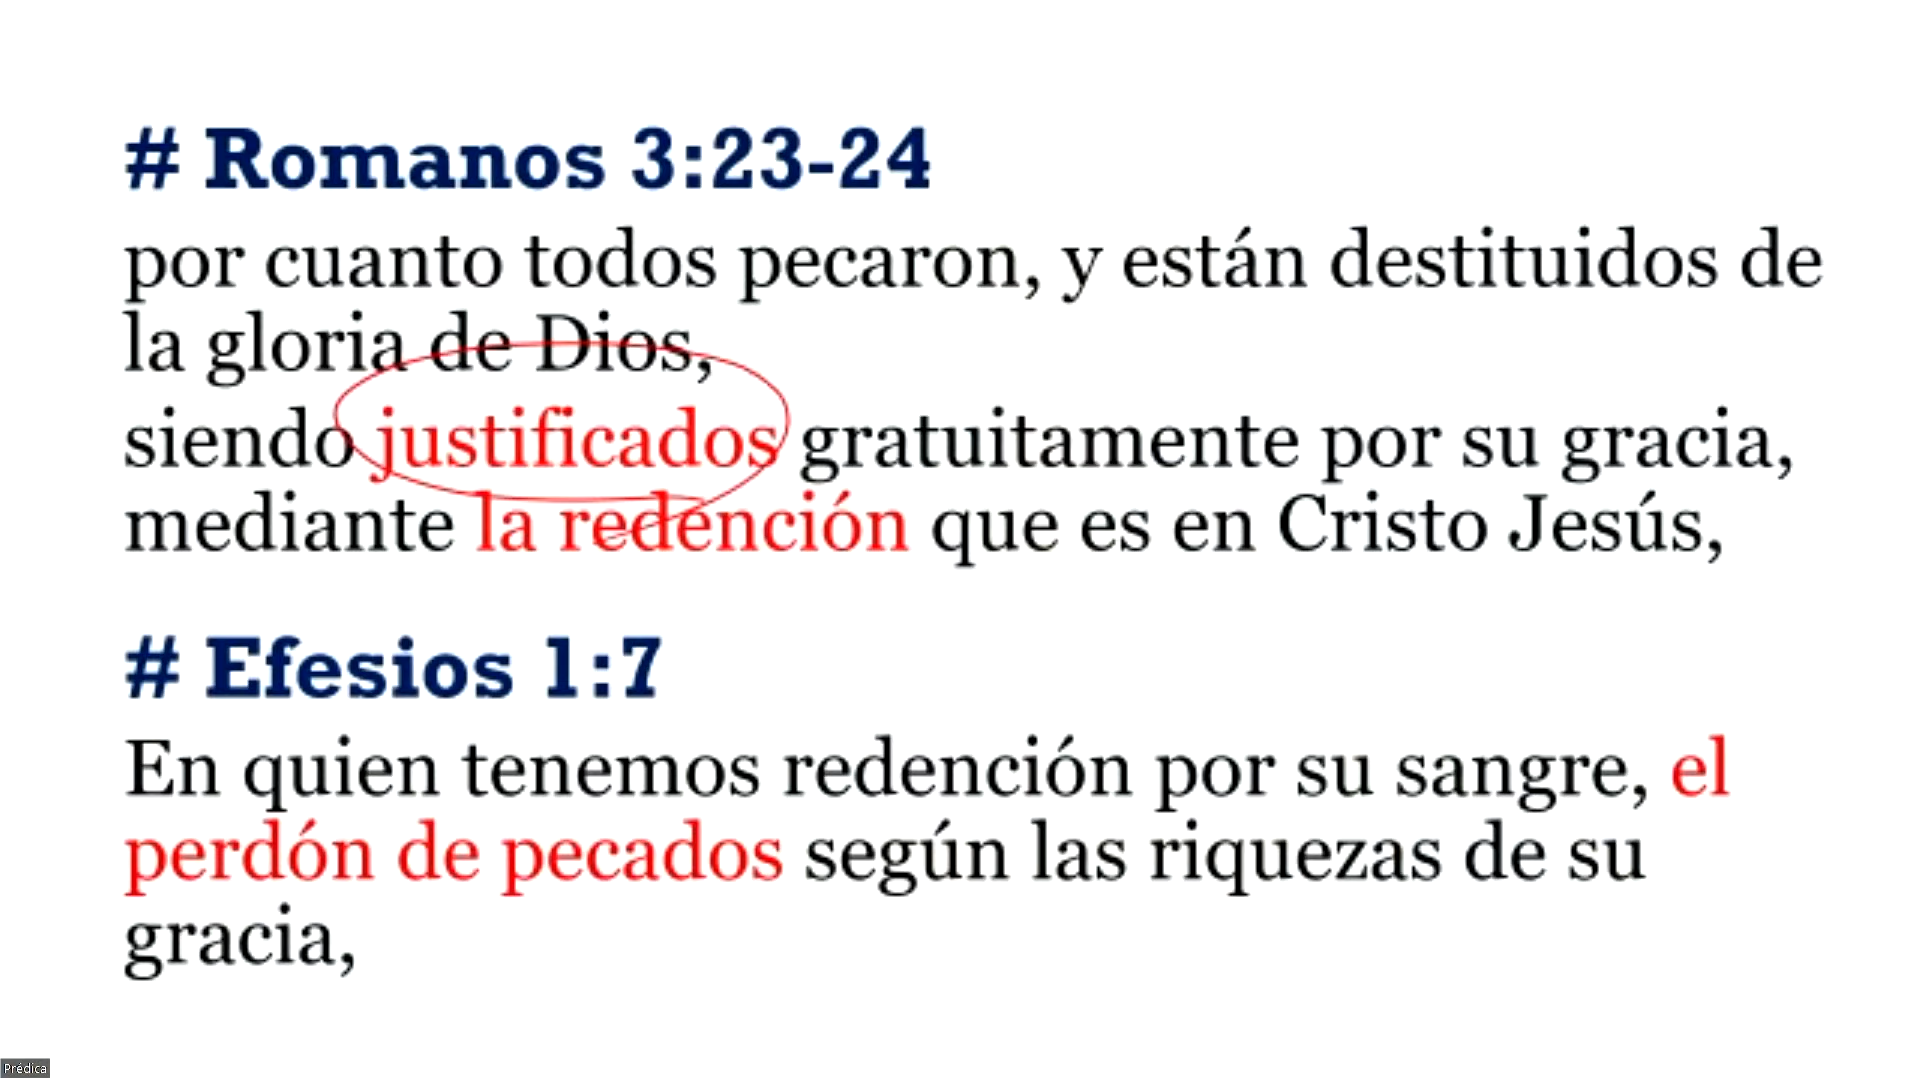 # Romanos 3:23-24
por cuanto todos pecaron, y están destituidos de
la gloria de Dios,
siendo justificados gratuitamente por su gracia,
mediante la redención que es en Cristo Jesús,
# Efesios 1:7
En quien tenemos redención por su sangre, el
perdón de pecados según las riquezas de su
gracia,
Prédica